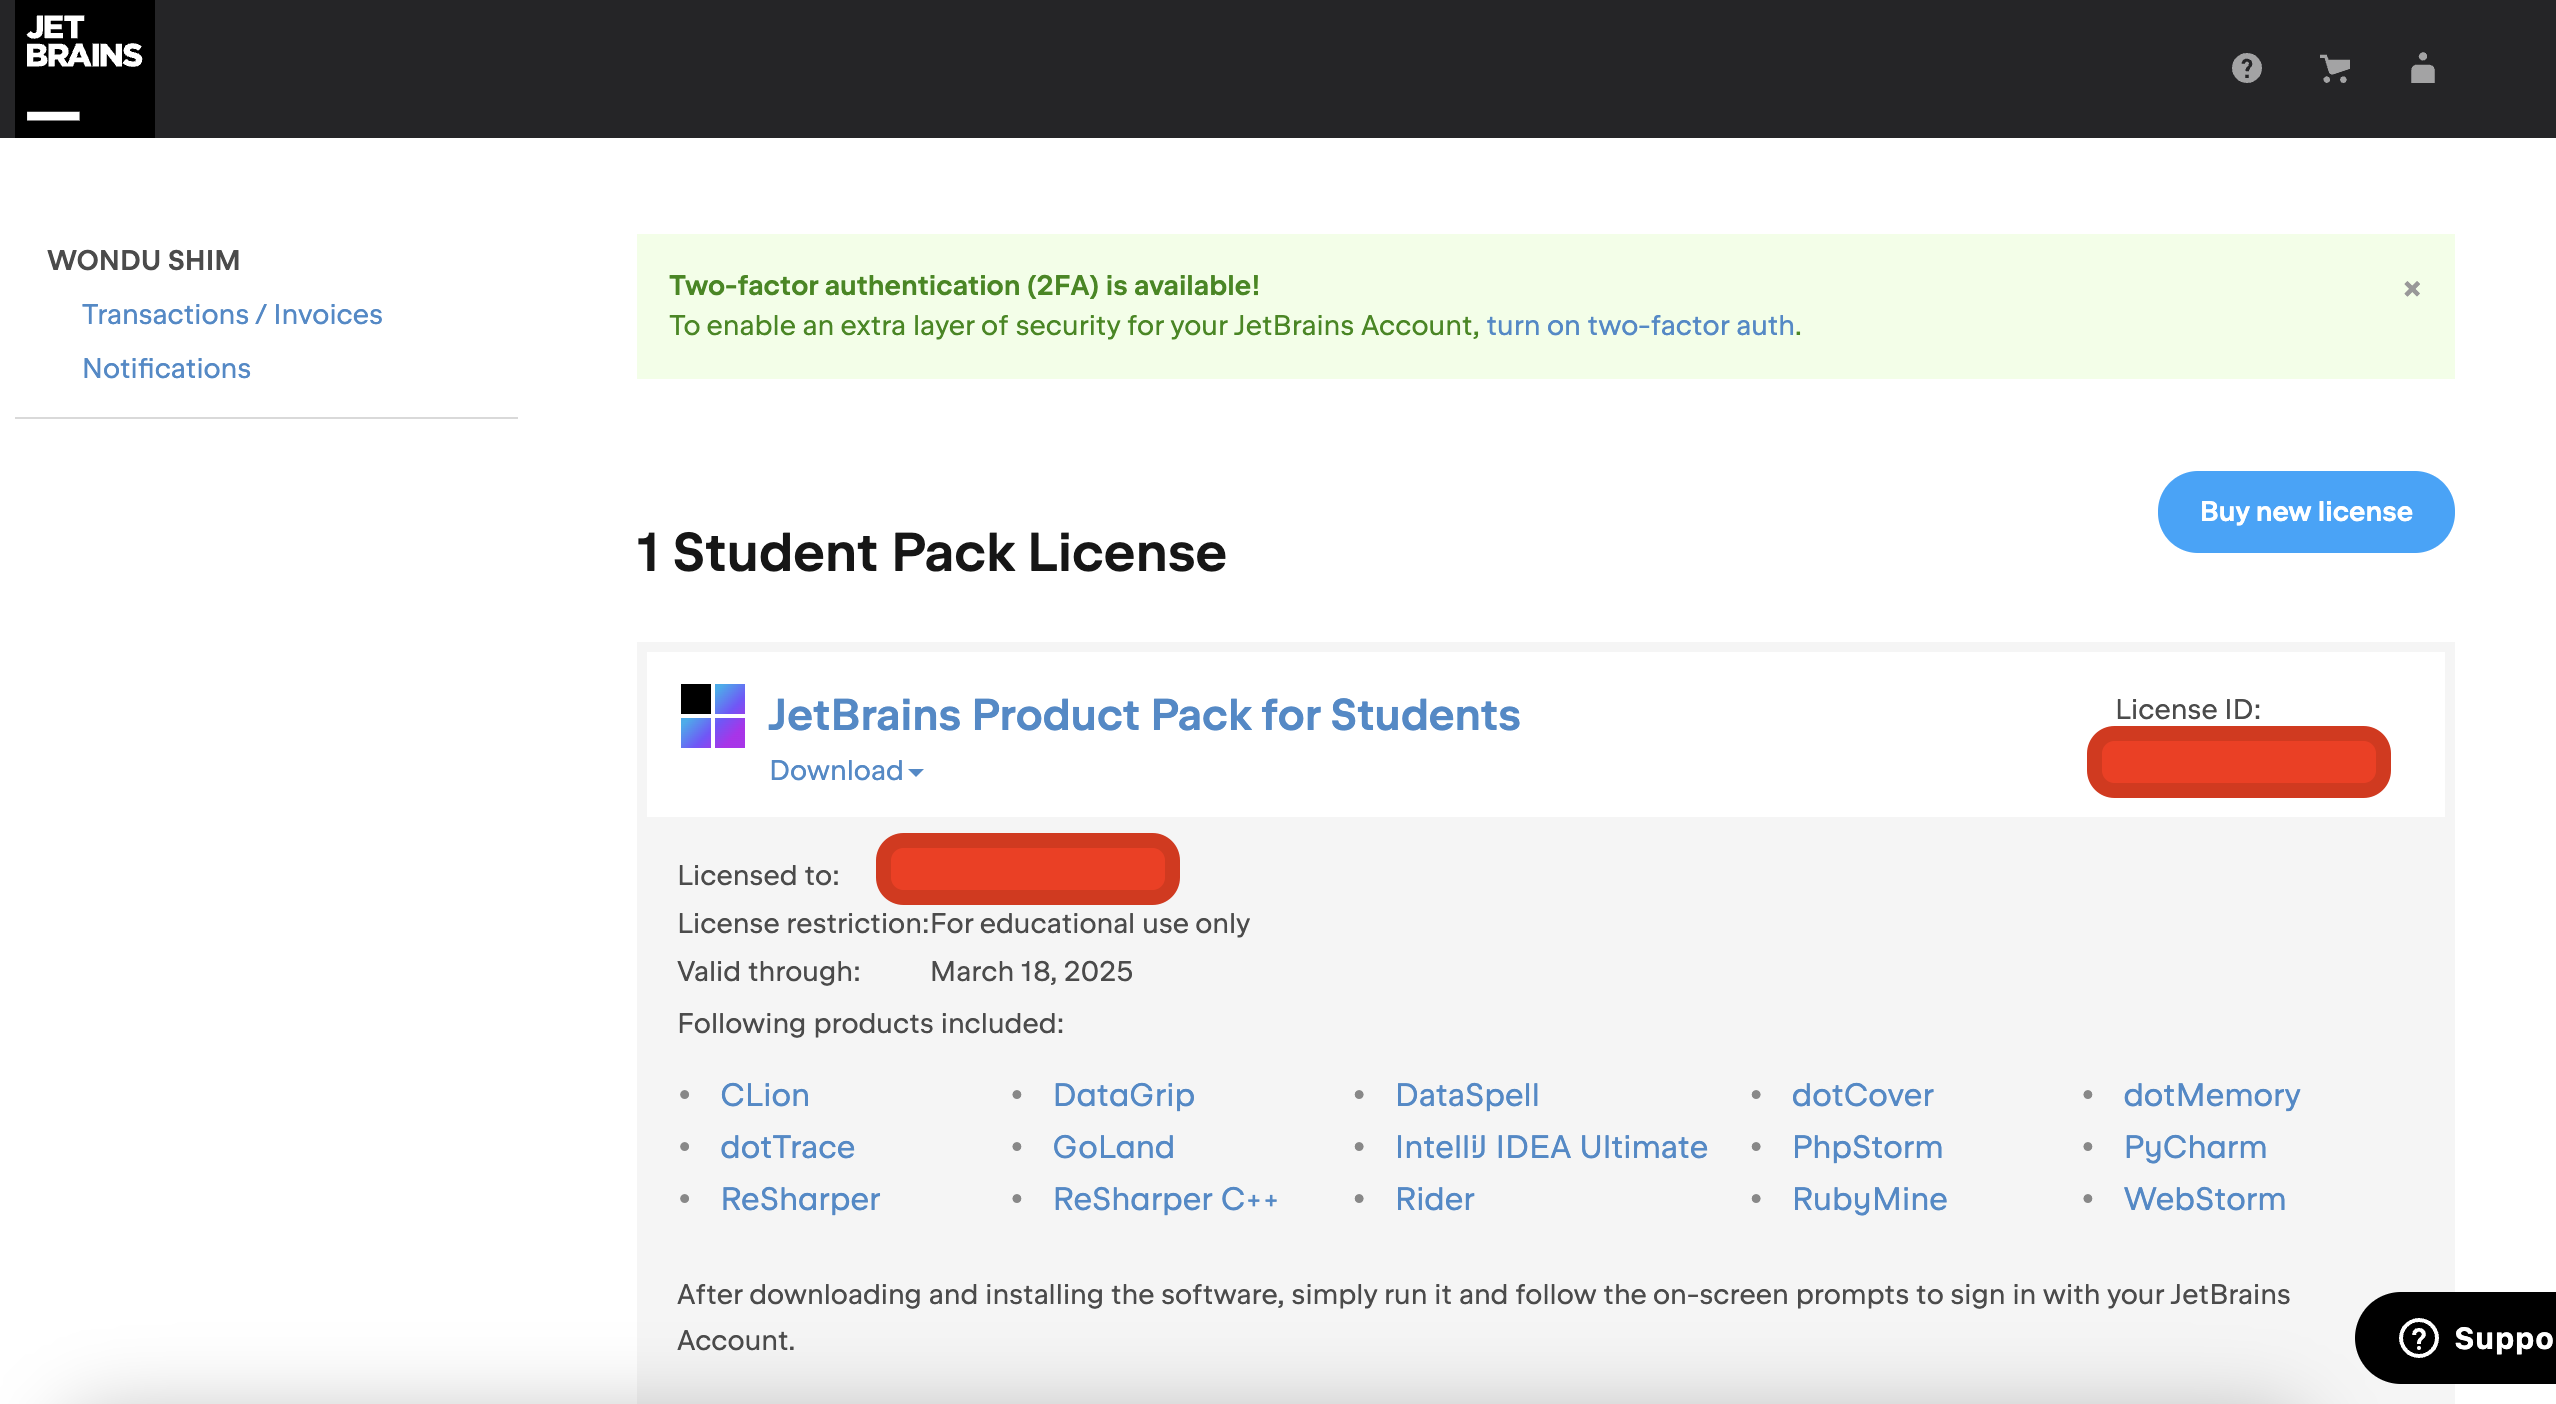 JET
BRAINS
WONDU SHIM
Transactions / Invoices
Notifications
Two-factor authentication (2FA) is available!
To enable an extra layer of security for your JetBrains Account, turn on two-factor auth.
Buy new license
1 Student Pack License
JetBrains Product Pack for Students
Download
License ID:
Licensed to:
License restriction:For educational use only
Valid through: March 18, 2025
Following products included:
• CLion • DataGrip • DataSpell • dotCover • dotMemory
• dotTrace • GoLand • IntelliJ IDEA Ultimate • PhpStorm • PyCharm
• ReSharper • ReSharper C++ • Rider • RubyMine • WebStorm
After downloading and installing the software, simply run it and follow the on-screen prompts to sign in with your JetBrains
Account.
Suppo